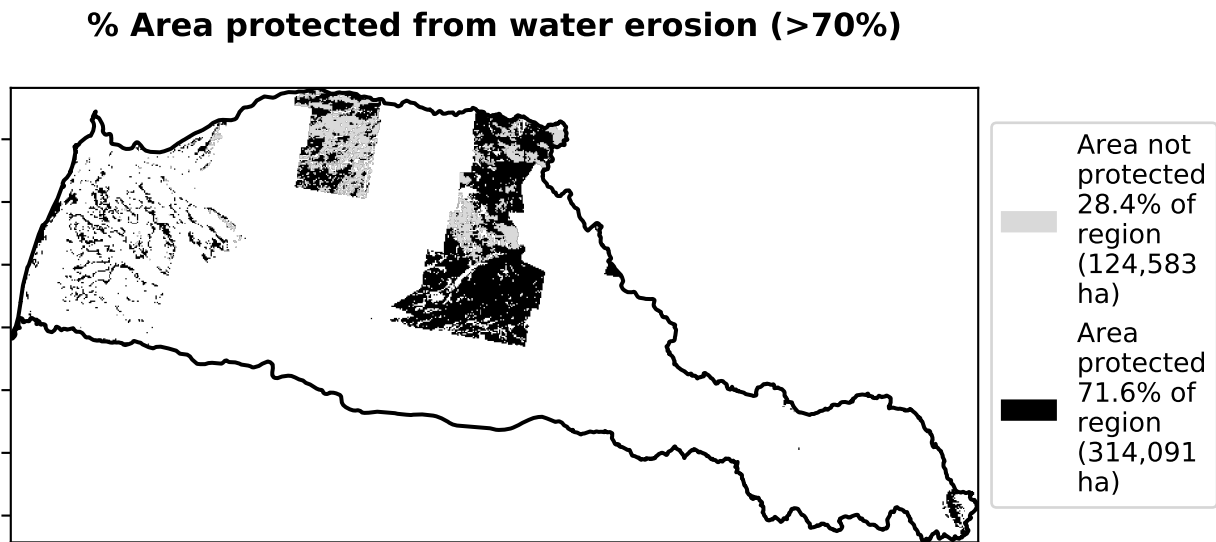 % Area protected from water erosion (>70%)
Area not
protected
28.4% of
region
(124,583
ha)
Area
protected
71.6% of
region
(314,091
ha)